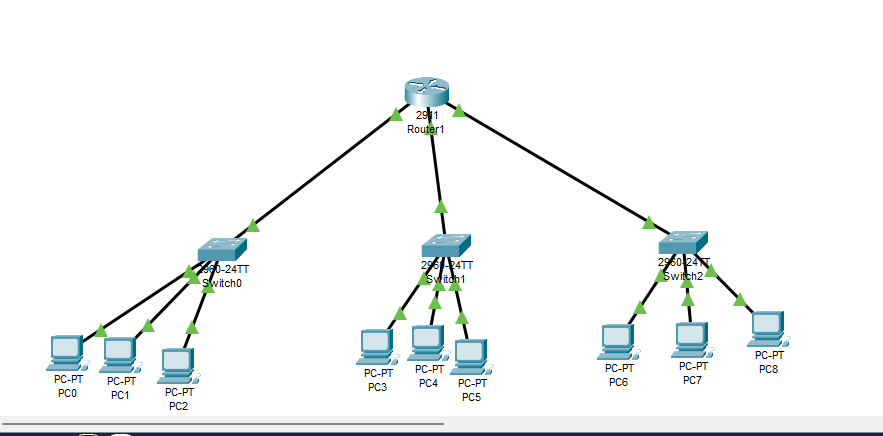 2911
Router1
2960-24TT
Switch0
2960-24TT
Switch1
2960-24TT
Switch2
PC-PT
PC0
PC-PT
PC1
PC-PT
PC2
PC-PT
PC3
PC-PT
PC4
PC-PT
PC5
PC-PT
PC6
PC-PT
PC7
PC-PT
PC8